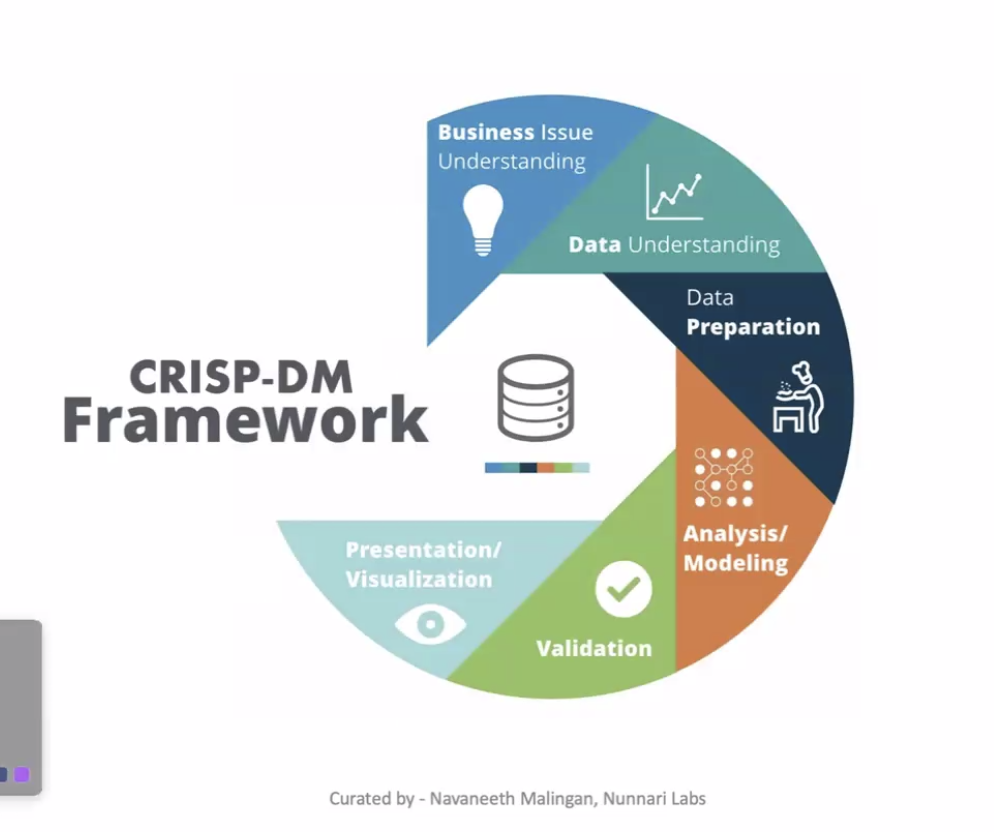 Business Issue
Understanding
Data Understanding
Data
Preparation
CRISP-DM
Framework
Analysis/
Modeling
Presentation/
Visualization
Validation
Curated by - Navaneeth Malingan, Nunnari Labs